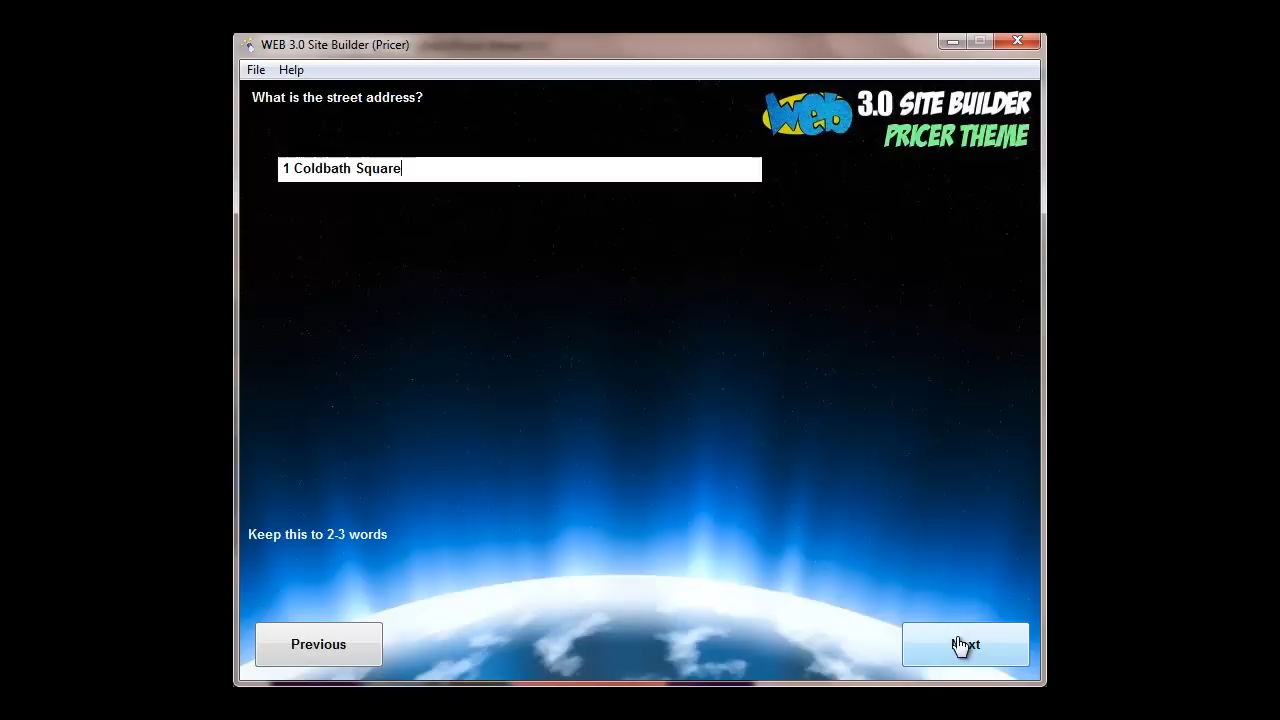 WEB 3.0 Site Builder (Pricer)
File Help
What is the street address?
Web 3.0 SITE BUILDER
PRICER THEME
1 Coldbath Square
Keep this to 2-3 words
Previous
Next